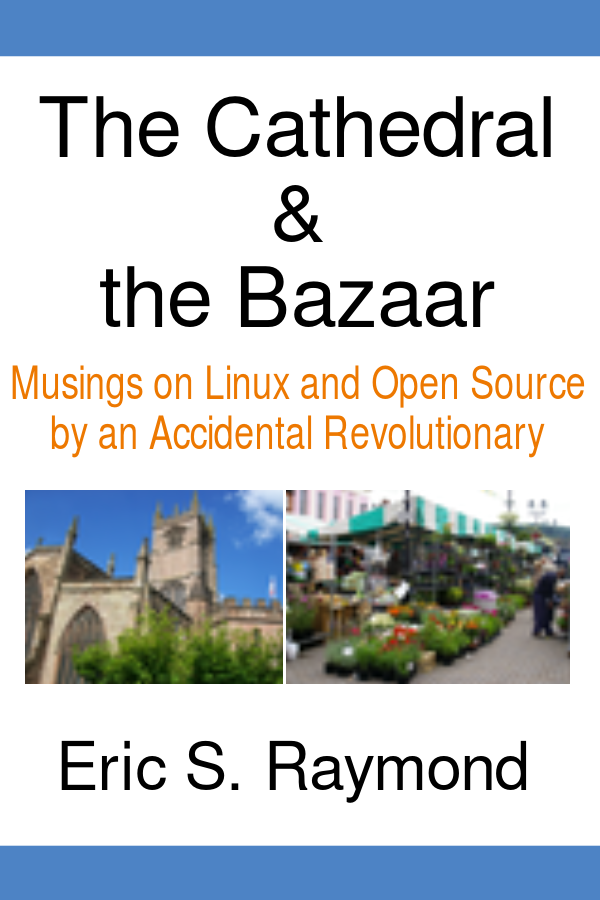 The Cathedral
&
the Bazaar
Musings on Linux and Open Source
by an Accidental Revolutionary
Eric S. Raymond